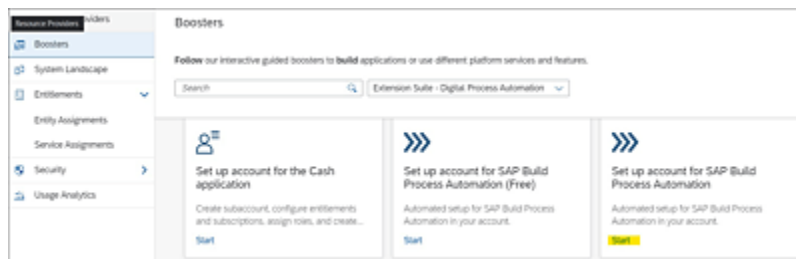 Resource Providers
viders
Boosters
System Landscape
Entitlements
Entity Assignments
Service Assignments
Security
Usage Analytics
Boosters
Follow our interactive guided boosters to build applications or use different platform services and features.
Search
Extension Suite - Digital Process Automation
Set up account for the Cash
application
Create subaccount, configure entitlements
and subscriptions, assign roles, and create...
Start
Set up account for SAP Build
Process Automation (Free)
Automated setup for SAP Build Process
Automation in your account.
Start
Set up account for SAP Build
Process Automation
Automated setup for SAP Build Process
Automation in your account.
Start